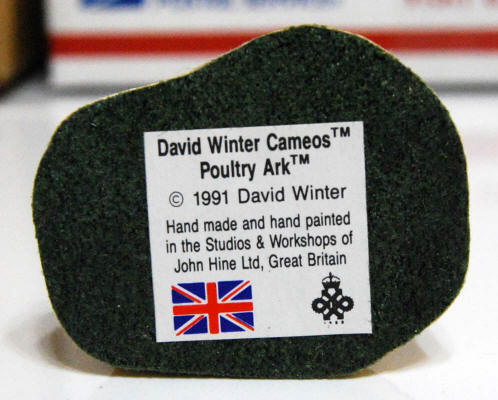 David Winter Cameos™
Poultry Ark™
© 1991 David Winter
Hand made and hand painted
in the Studios & Workshops of
John Hine Ltd, Great Britain